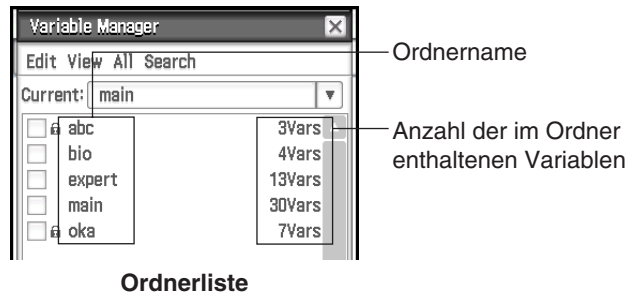 Variable Manager
Edit View All Search
Ordnername
Current: main
abc 3Vars
Anzahl der im Ordner
enthaltenen Variablen
bio 4Vars
expert 13Vars
main 30Vars
oka 7Vars
Ordnerliste